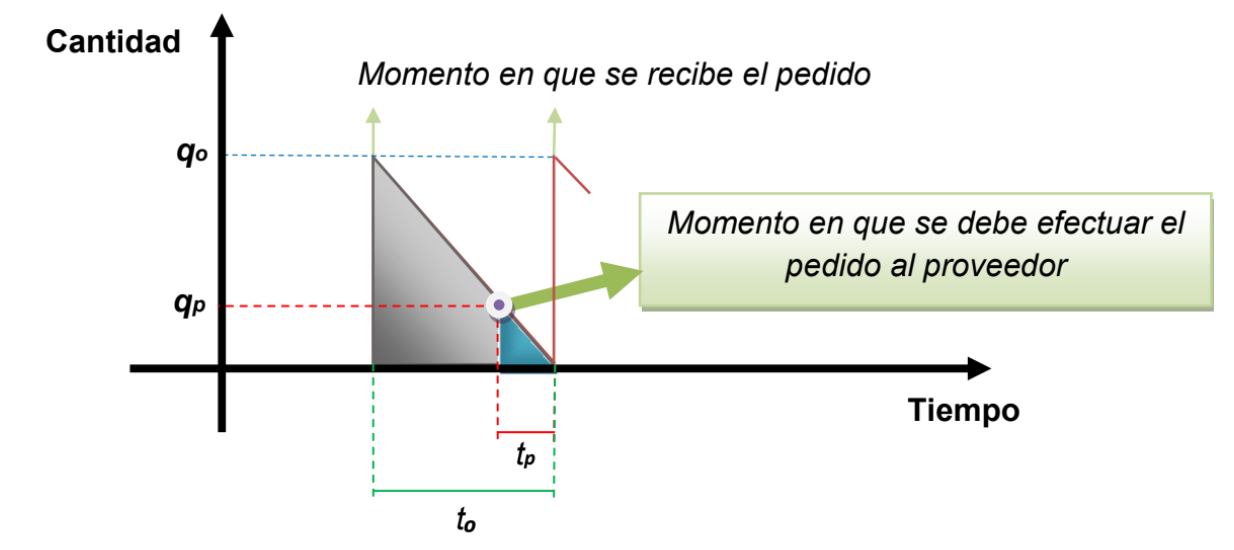 Cantidad
Momento en que se recibe el pedido
qo
Momento en que se debe efectuar el
pedido al proveedor
qp
Tiempo
tp
to